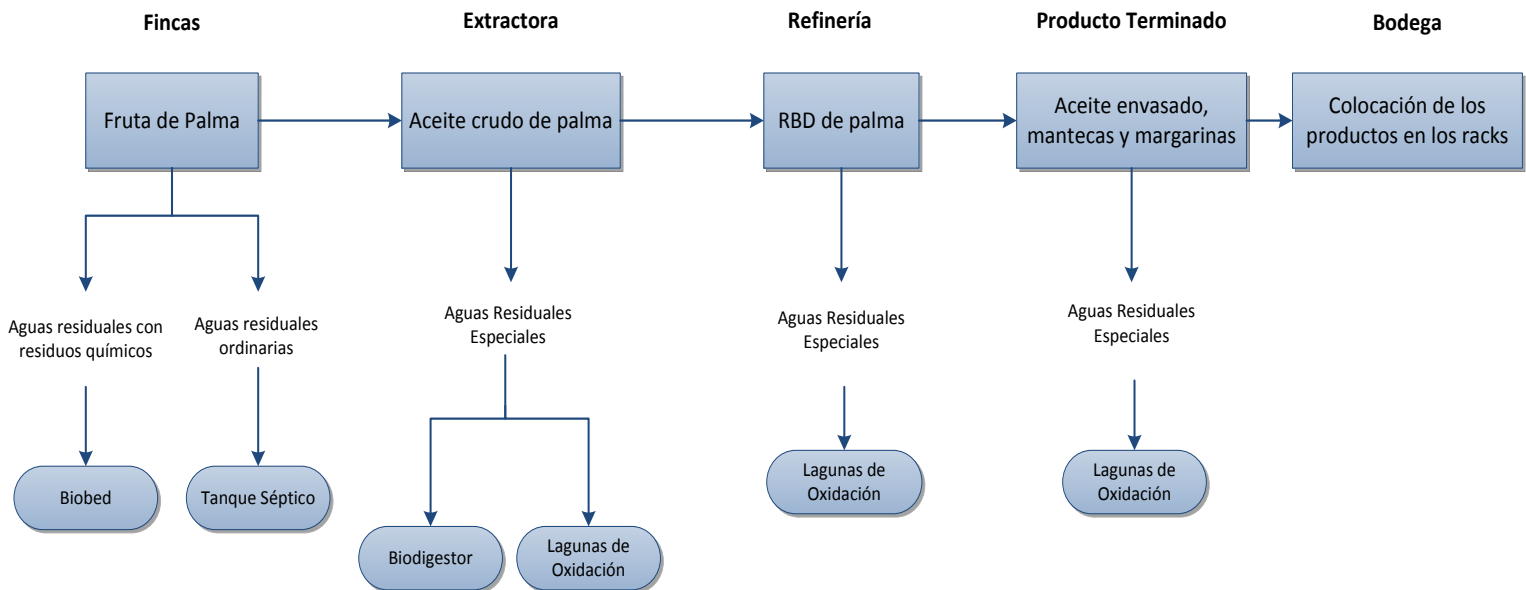 Fincas
Extractora
Refinería
Producto Terminado
Bodega
Fruta de Palma
Aceite crudo de palma
RBD de palma
Aceite envasado,
mantecas y margarinas
Colocación de los
productos en los racks
Aguas residuales con
residuos químicos
Aguas residuales
ordinarias
Aguas Residuales
Especiales
Aguas Residuales
Especiales
Aguas Residuales
Especiales
Biobed
Tanque Séptico
Biodigestor
Lagunas de
Oxidación
Lagunas de
Oxidación
Lagunas de
Oxidación